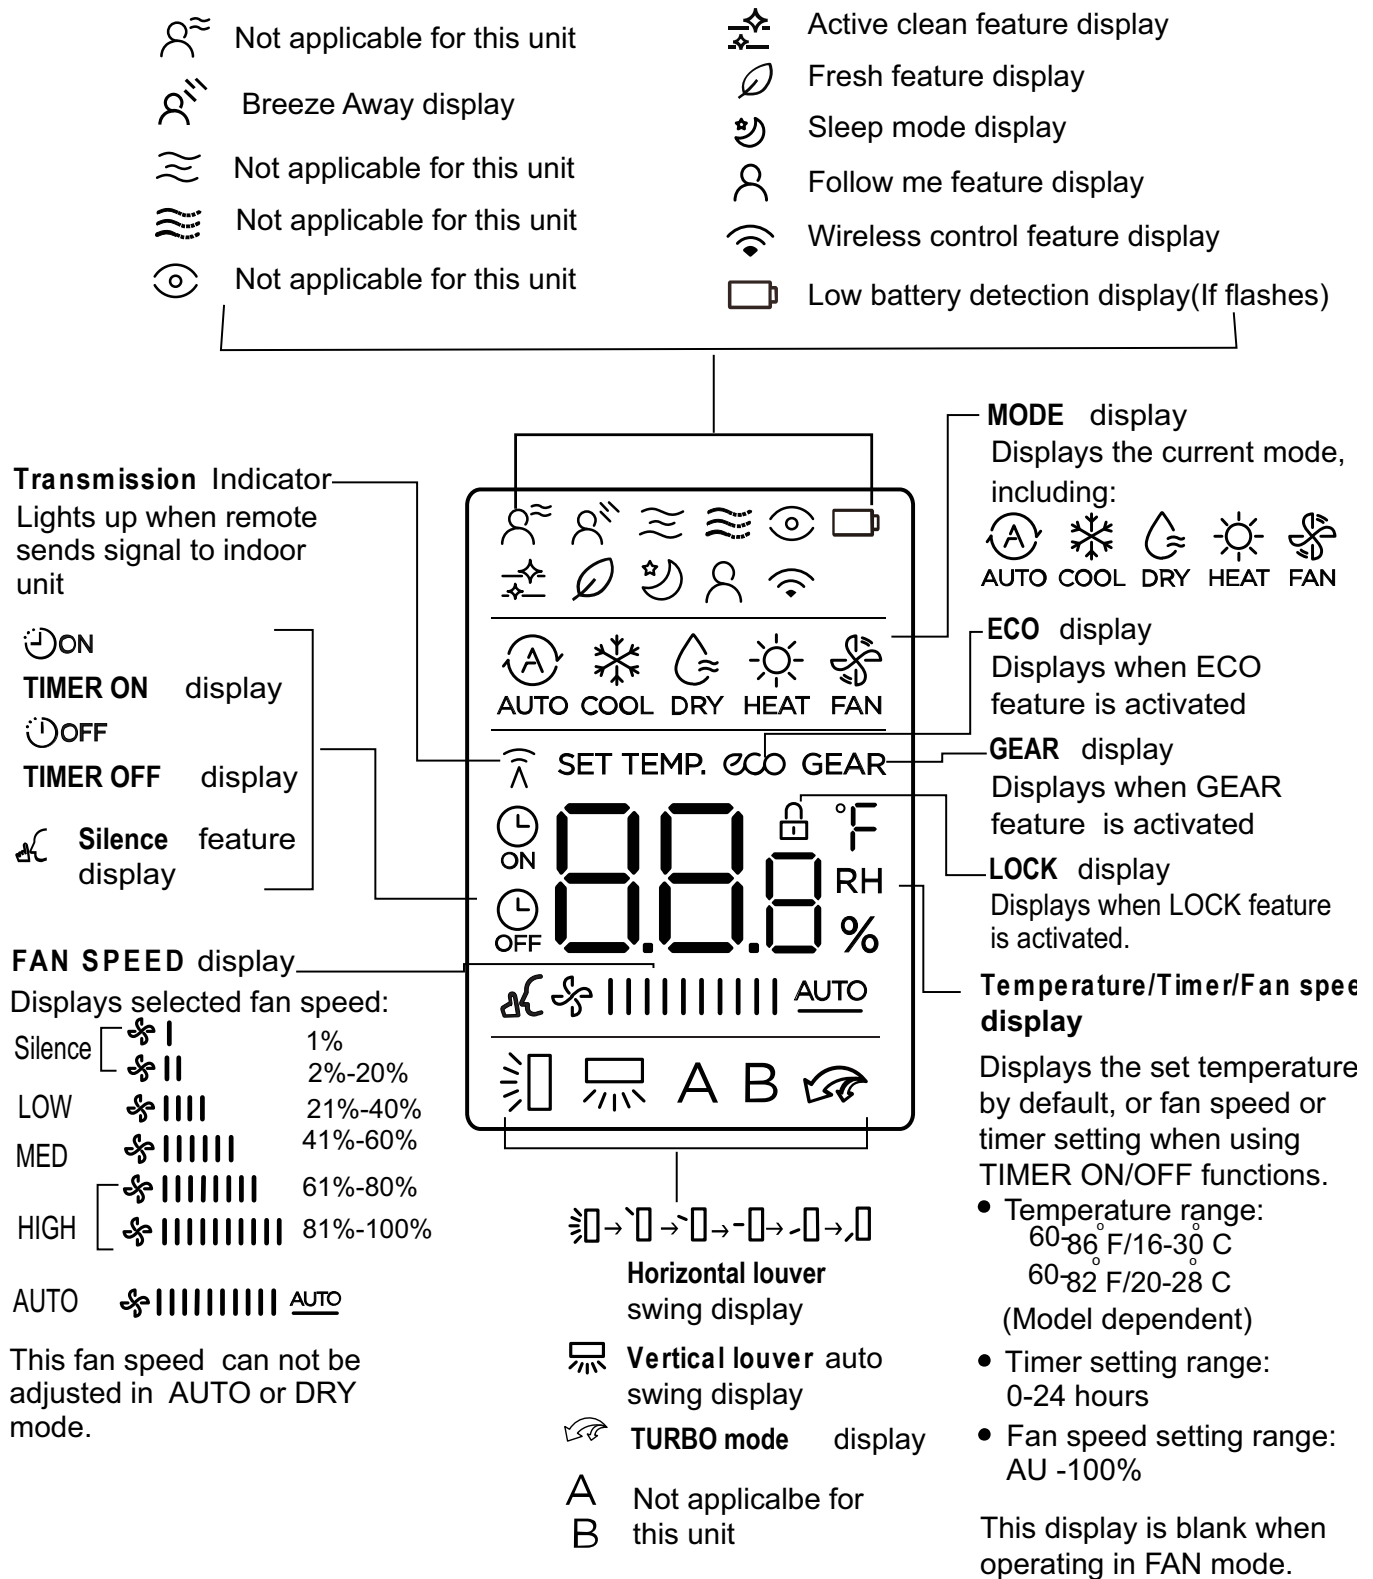 Not applicable for this unit
Breeze Away display
Not applicable for this unit
Not applicable for this unit
Not applicable for this unit
Active clean feature display
Fresh feature display
Sleep mode display
Follow me feature display
Wireless control feature display
Low battery detection display(If flashes)
Transmission Indicator
Lights up when remote
sends signal to indoor
unit
ON
TIMER ON display
OFF
TIMER OFF display
Silence feature
display
FAN SPEED display
Displays selected fan speed:
Silence
1%
2%-20%
LOW 21%-40%
MED 41%-60%
HIGH
61%-80%
81%-100%
AUTO AUTO
This fan speed can not be
adjusted in AUTO or DRY
mode.
AUTO COOL DRY HEAT FAN
SET TEMP. eco GEAR
ON
OFF
8.8.8
°F
RH
%
AUTO
A B
Horizontal louver
swing display
Vertical louver auto
swing display
TURBO mode display
A
B
Not applicalbe for
this unit
MODE display
Displays the current mode,
including:
AUTO COOL DRY HEAT FAN
ECO display
Displays when ECO
feature is activated
GEAR display
Displays when GEAR
feature is activated
LOCK display
Displays when LOCK feature
is activated.
Temperature/Timer/Fan spee
display
Displays the set temperature
by default, or fan speed or
timer setting when using
TIMER ON/OFF functions.
• Temperature range:
60-86°F/16-30°C
60-82°F/20-28°C
(Model dependent)
• Timer setting range:
0-24 hours
• Fan speed setting range:
AU -100%
This display is blank when
operating in FAN mode.